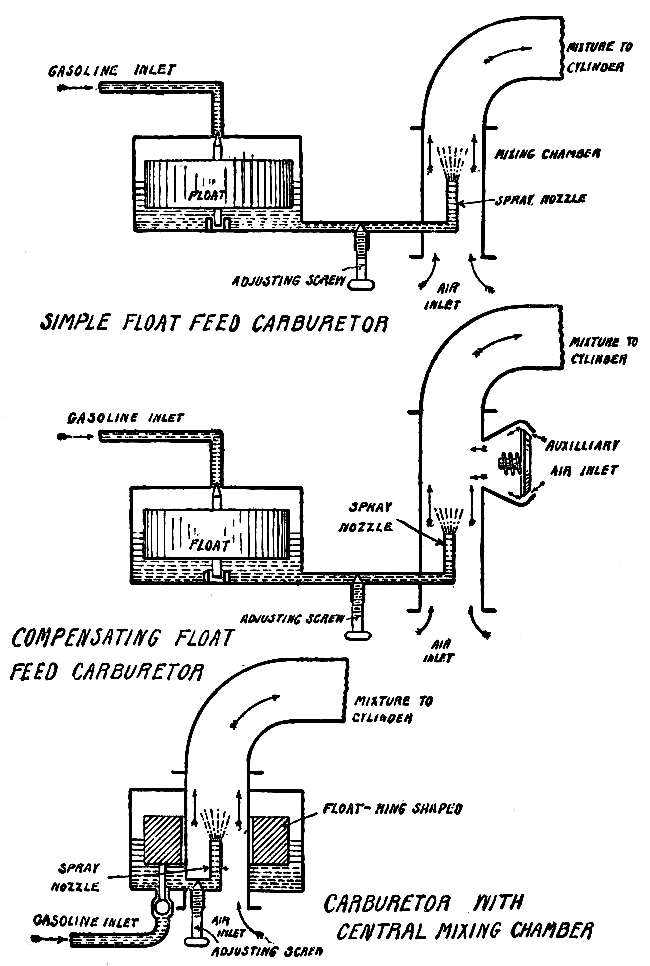 GASOLINE INLET
MIXTURE TO
CYLINDER
MIXING CHAMBER
FLOAT
SPRAY NOZZLE
ADJUSTING SCREW
AIR
INLET
SIMPLE FLOAT FEED CARBURETOR
MIXTURE TO
CYLINDER
GASOLINE INLET
AUXILLIARY
AIR INLET
SPRAY
NOZZLE
FLOAT
ADJUSTING SCREW
AIR
INLET
COMPENSATING FLOAT
FEED CARBURETOR
MIXTURE TO
CYLINDER
FLOAT-RING SHAPED
SPRAY
NOZZLE
GASOLINE INLET
AIR
INLET
ADJUSTING SCREW
CARBURETOR WITH
CENTRAL MIXING CHAMBER